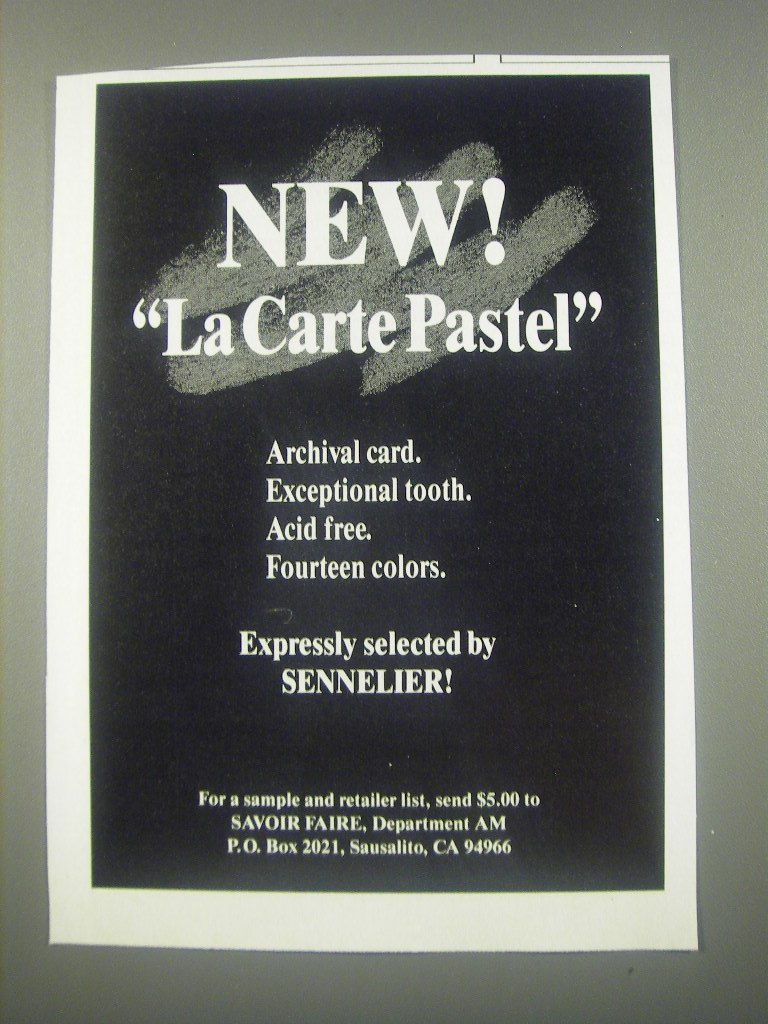 NEW!
“La Carte Pastel”
Archival card.
Exceptional tooth.
Acid free.
Fourteen colors.
Expressly selected by
SENNELIER!
For a sample and retailer list, send $5.00 to
SAVOIR FAIRE, Department AM
P.O. Box 2021, Sausalito, CA 94966